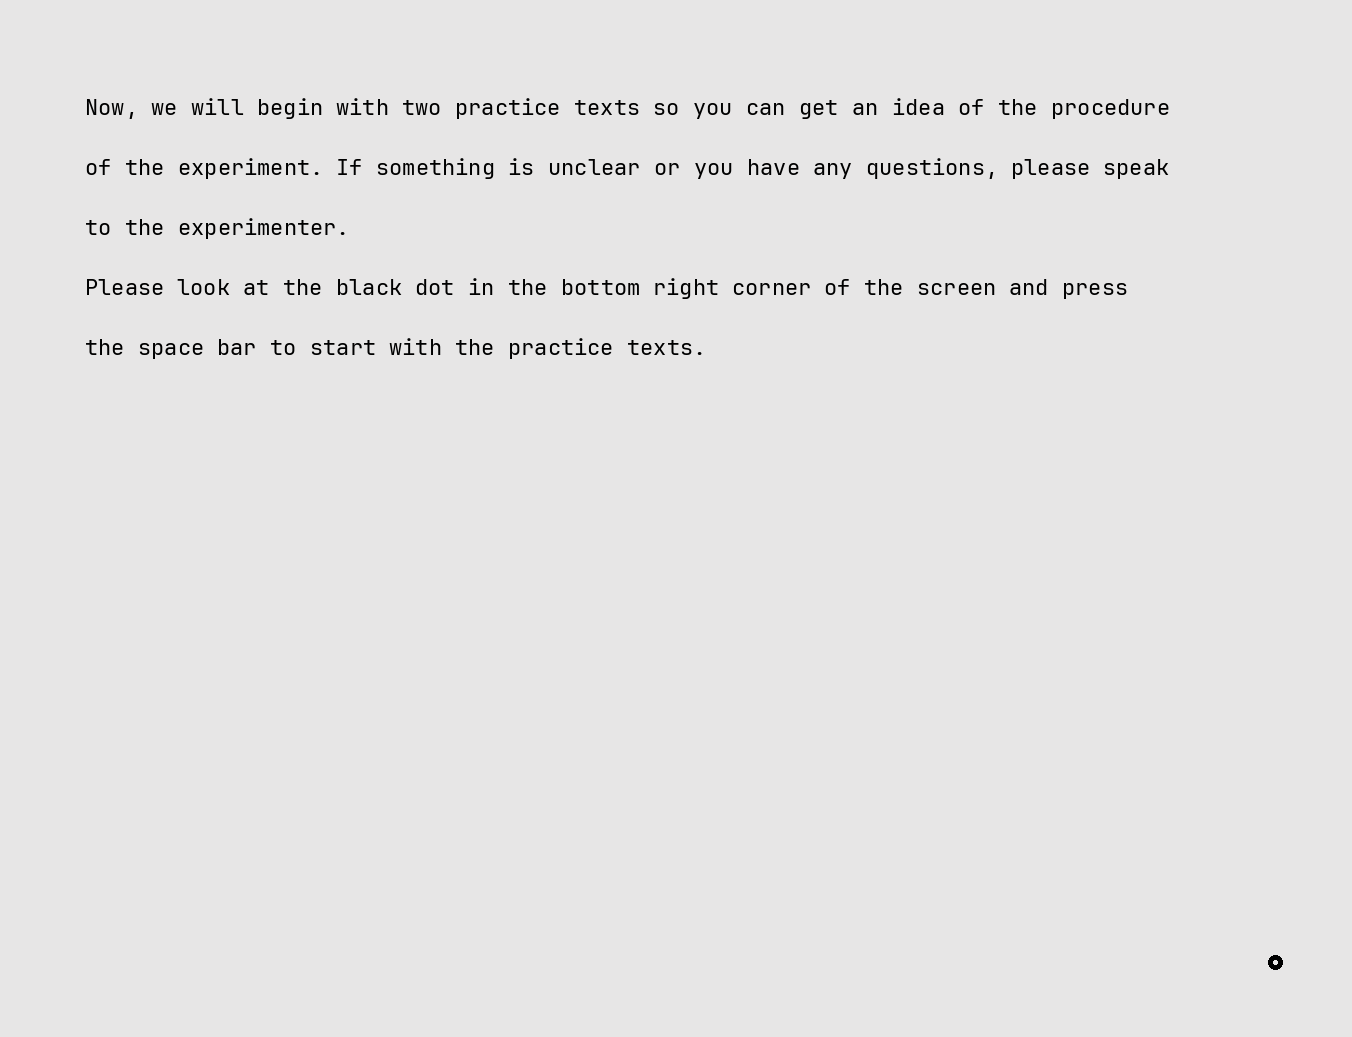 Now, we will begin with two practice texts so you can get an idea of the procedure
of the experiment. If something is unclear or you have any questions, please speak
to the experimenter.
Please look at the black dot in the bottom right corner of the screen and press
the space bar to start with the practice texts.